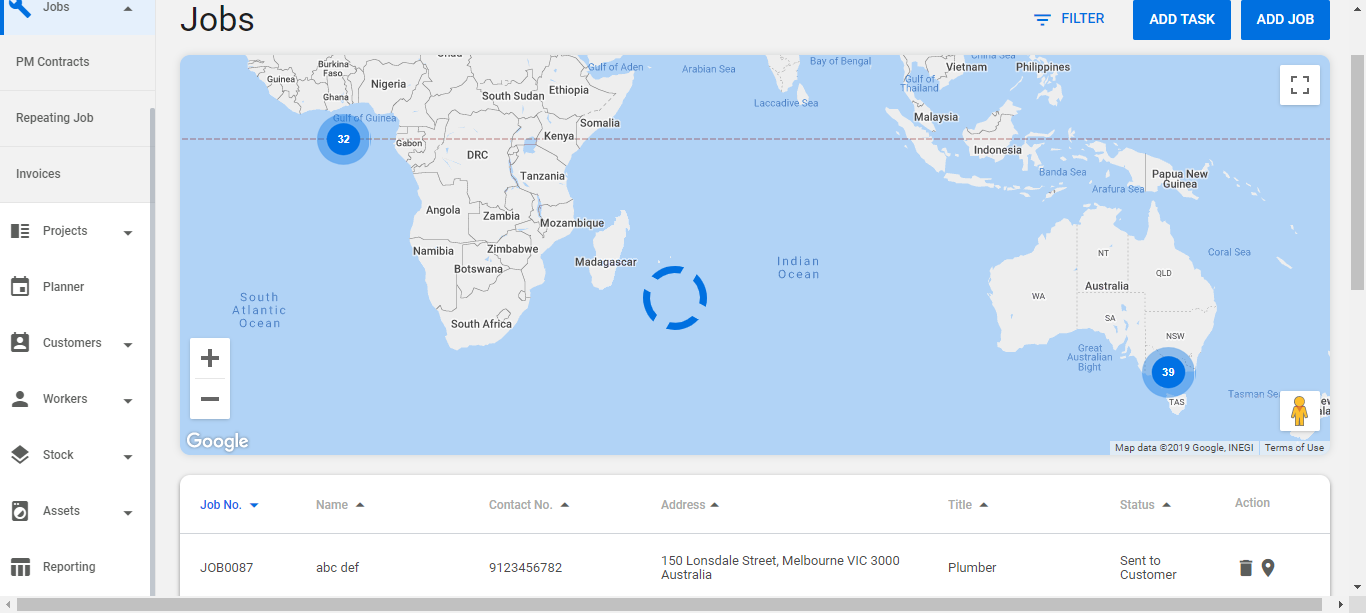 Jobs
PM Contracts
Repeating Job
Invoices
Projects
Planner
Customers
Workers
Stock
Assets
Reporting
Jobs
FILTER
ADD TASK
ADD JOB
Burkina
Faso
Guinea
Ghana
Nigeria
Gulf of Guinea
32
Gabon
South Sudan
Ethiopia
Somalia
Kenya
DRC
Tanzania
Angola
Zambia
Mozambique
Namibia
Zimbabwe
Botswana
Madagascar
South Africa
South
Atlantic
Ocean
Gulf of Aden
Arabian Sea
Laccadive Sea
Bay of Bengal
Indian
Ocean
China Sea
Vietnam
Philippines
Gulf of
Thailand
Malaysia
Indonesia
Banda Sea
Arafura Sea
Papua New
Guinea
Coral Sea
NT
QLD
Australia
WA
SA
NSW
Great
Australian
Bight
39
TAS
Tasman Se
Google
Map data ©2019 Google, INEGI
Terms of Use
Job No.
Name
Contact No.
Address
Title
Status
Action
JOB0087
abc def
9123456782
150 Lonsdale Street, Melbourne VIC 3000
Australia
Plumber
Sent to
Customer